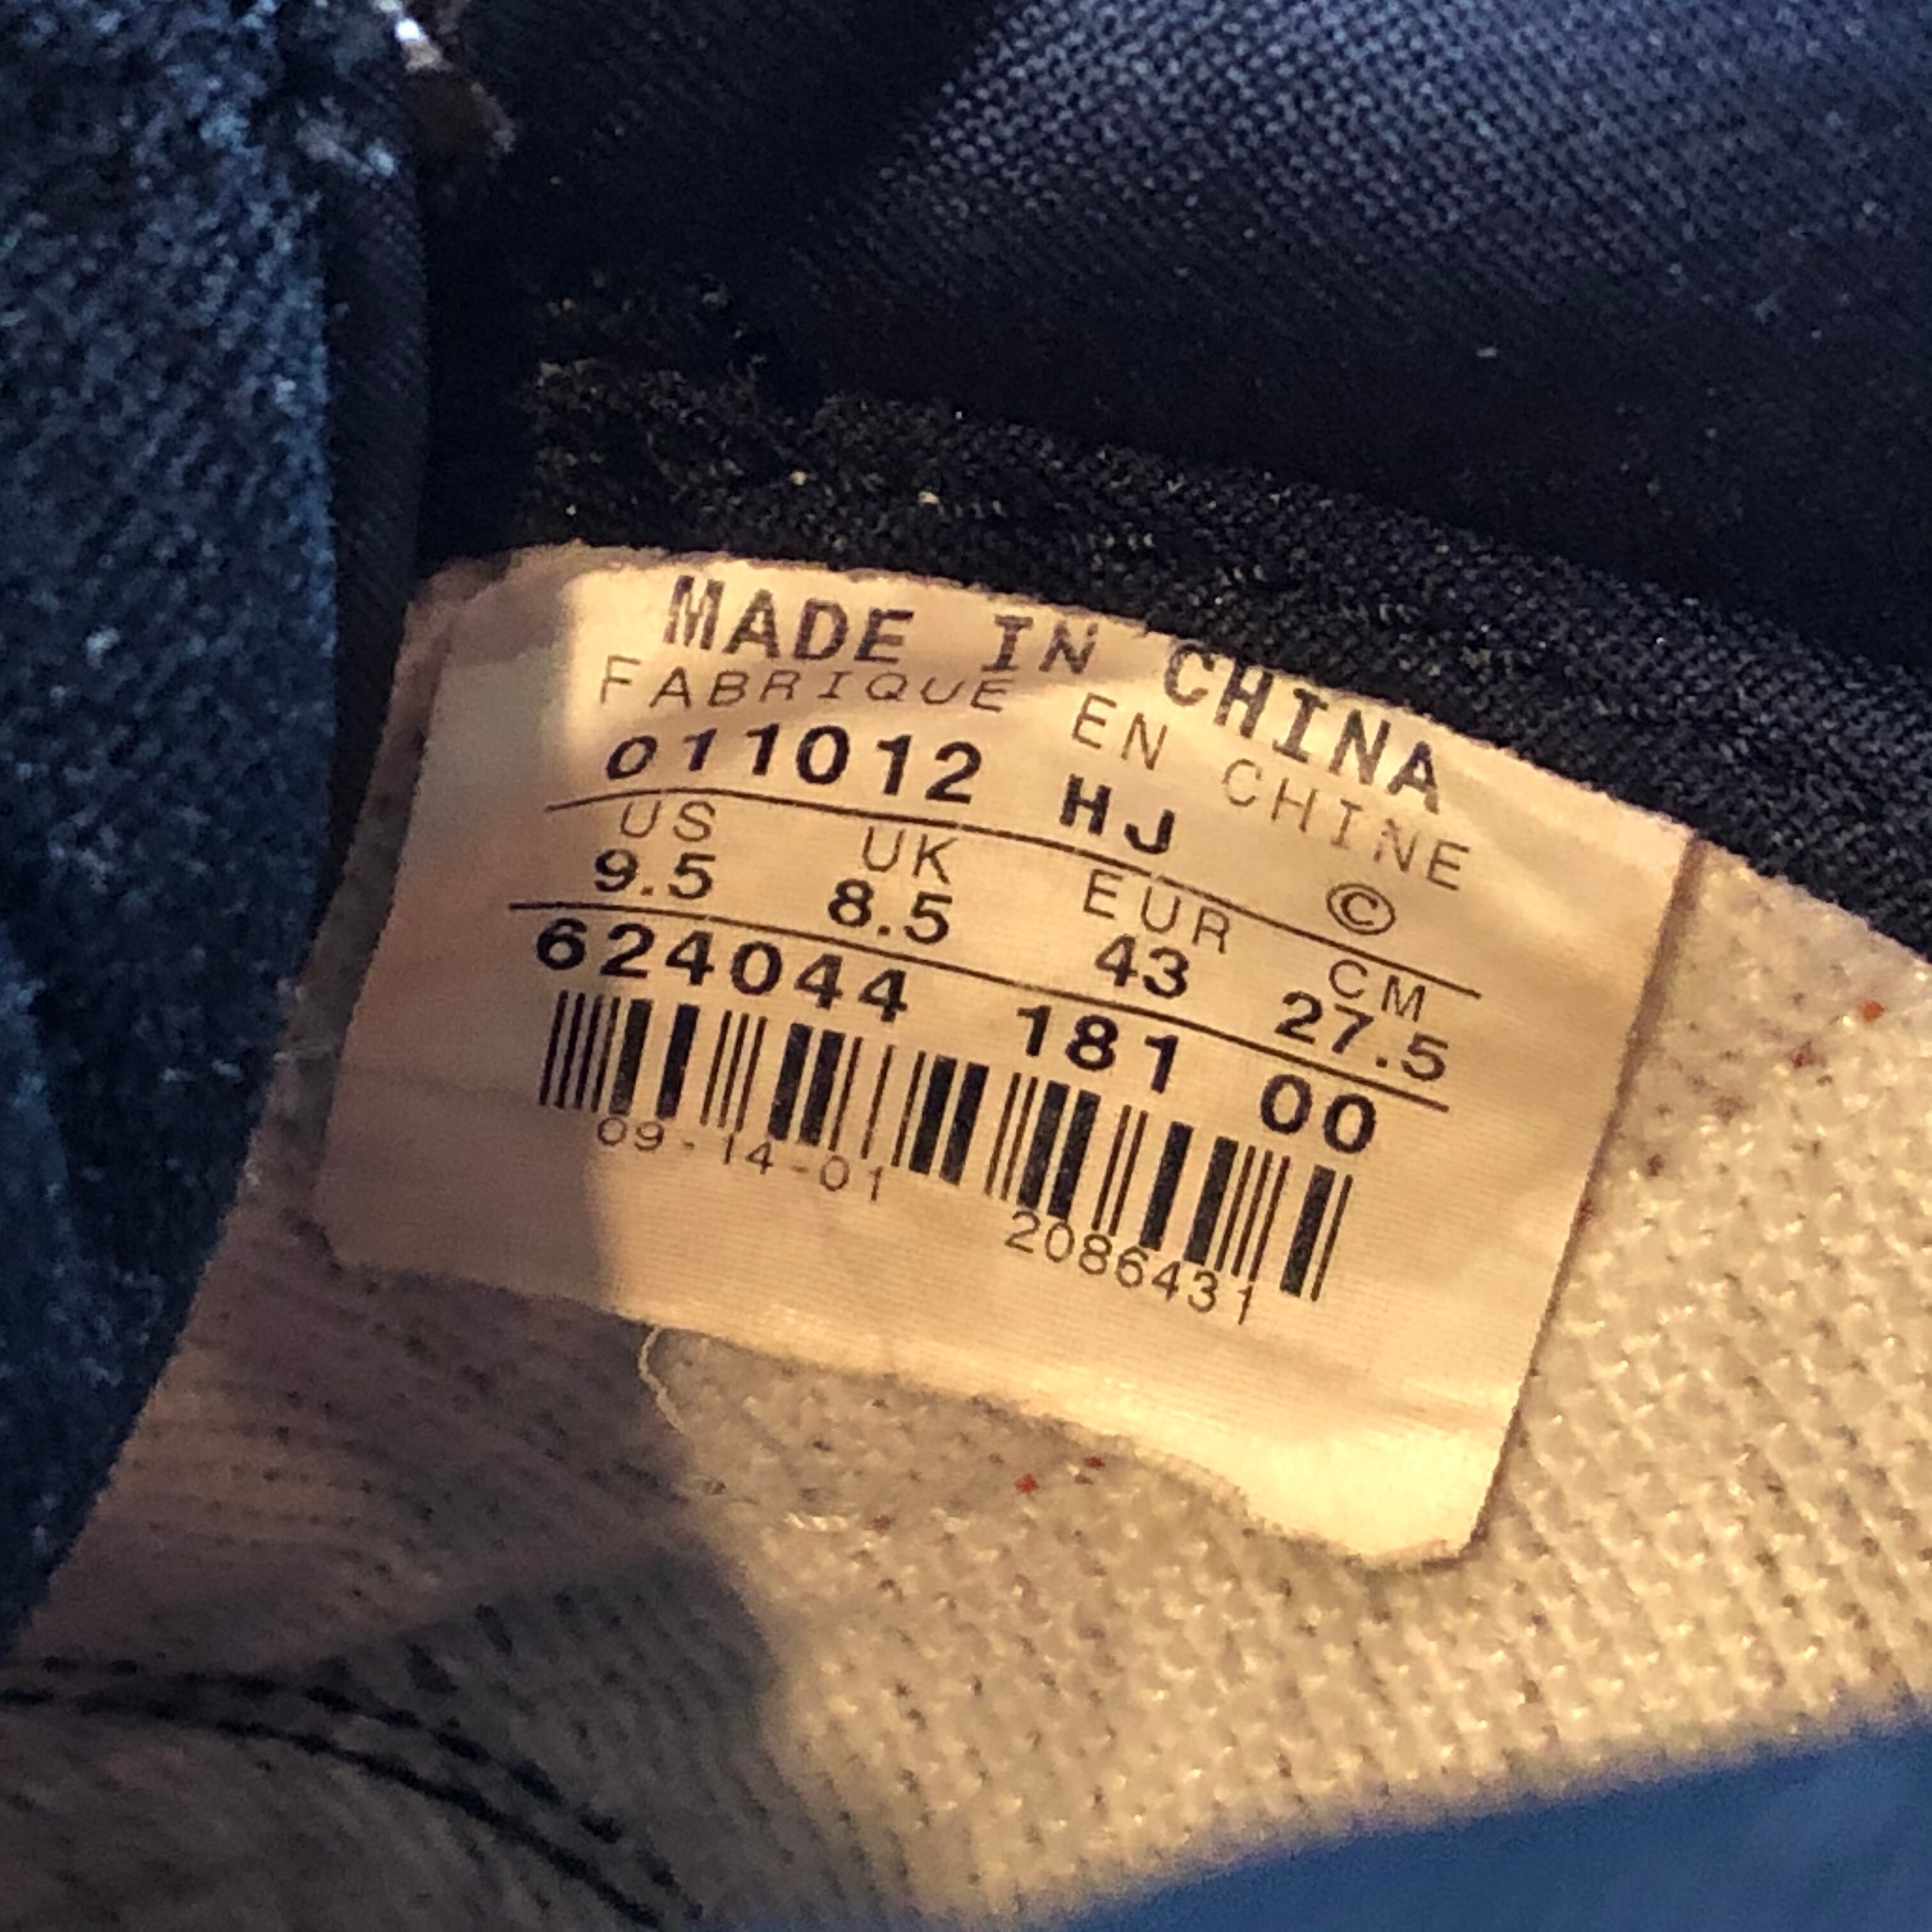 MADE IN CHINA
FABRIQUE EN CHINE
011012 HJ ©
US UK EUR CM
9.5 8.5 43 27.5
624044 181 00
09-14-01 2086431